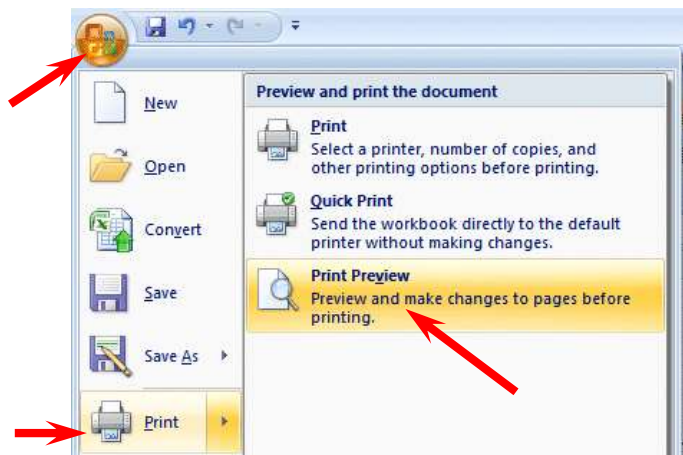 Preview and print the document
New
Print
Select a printer, number of copies, and
other printing options before printing.
Open
Quick Print
Send the workbook directly to the default
printer without making changes.
Convert
Print Preview
Preview and make changes to pages before
printing.
Save
Save As
Print